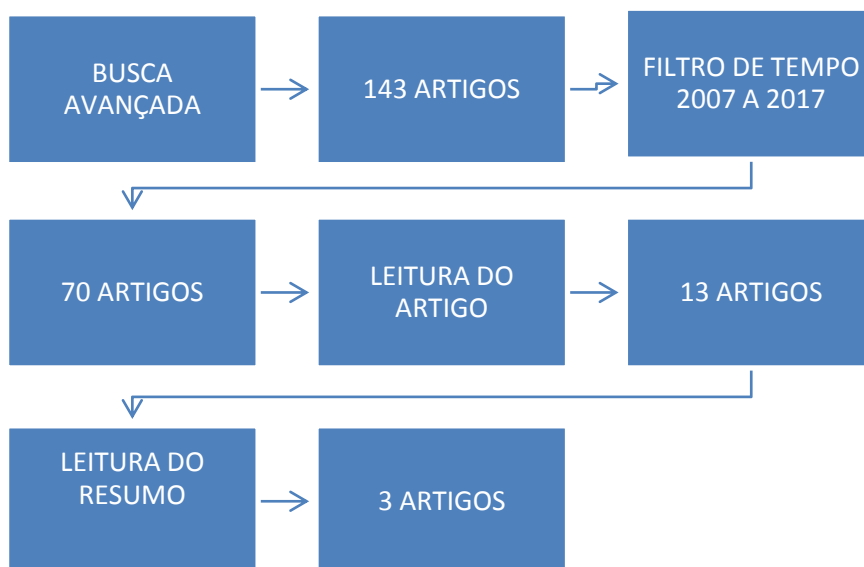 BUSCA
AVANÇADA
143 ARTIGOS
FILTRO DE TEMPO
2007 A 2017
70 ARTIGOS
LEITURA DO
ARTIGO
13 ARTIGOS
LEITURA DO
RESUMO
3 ARTIGOS